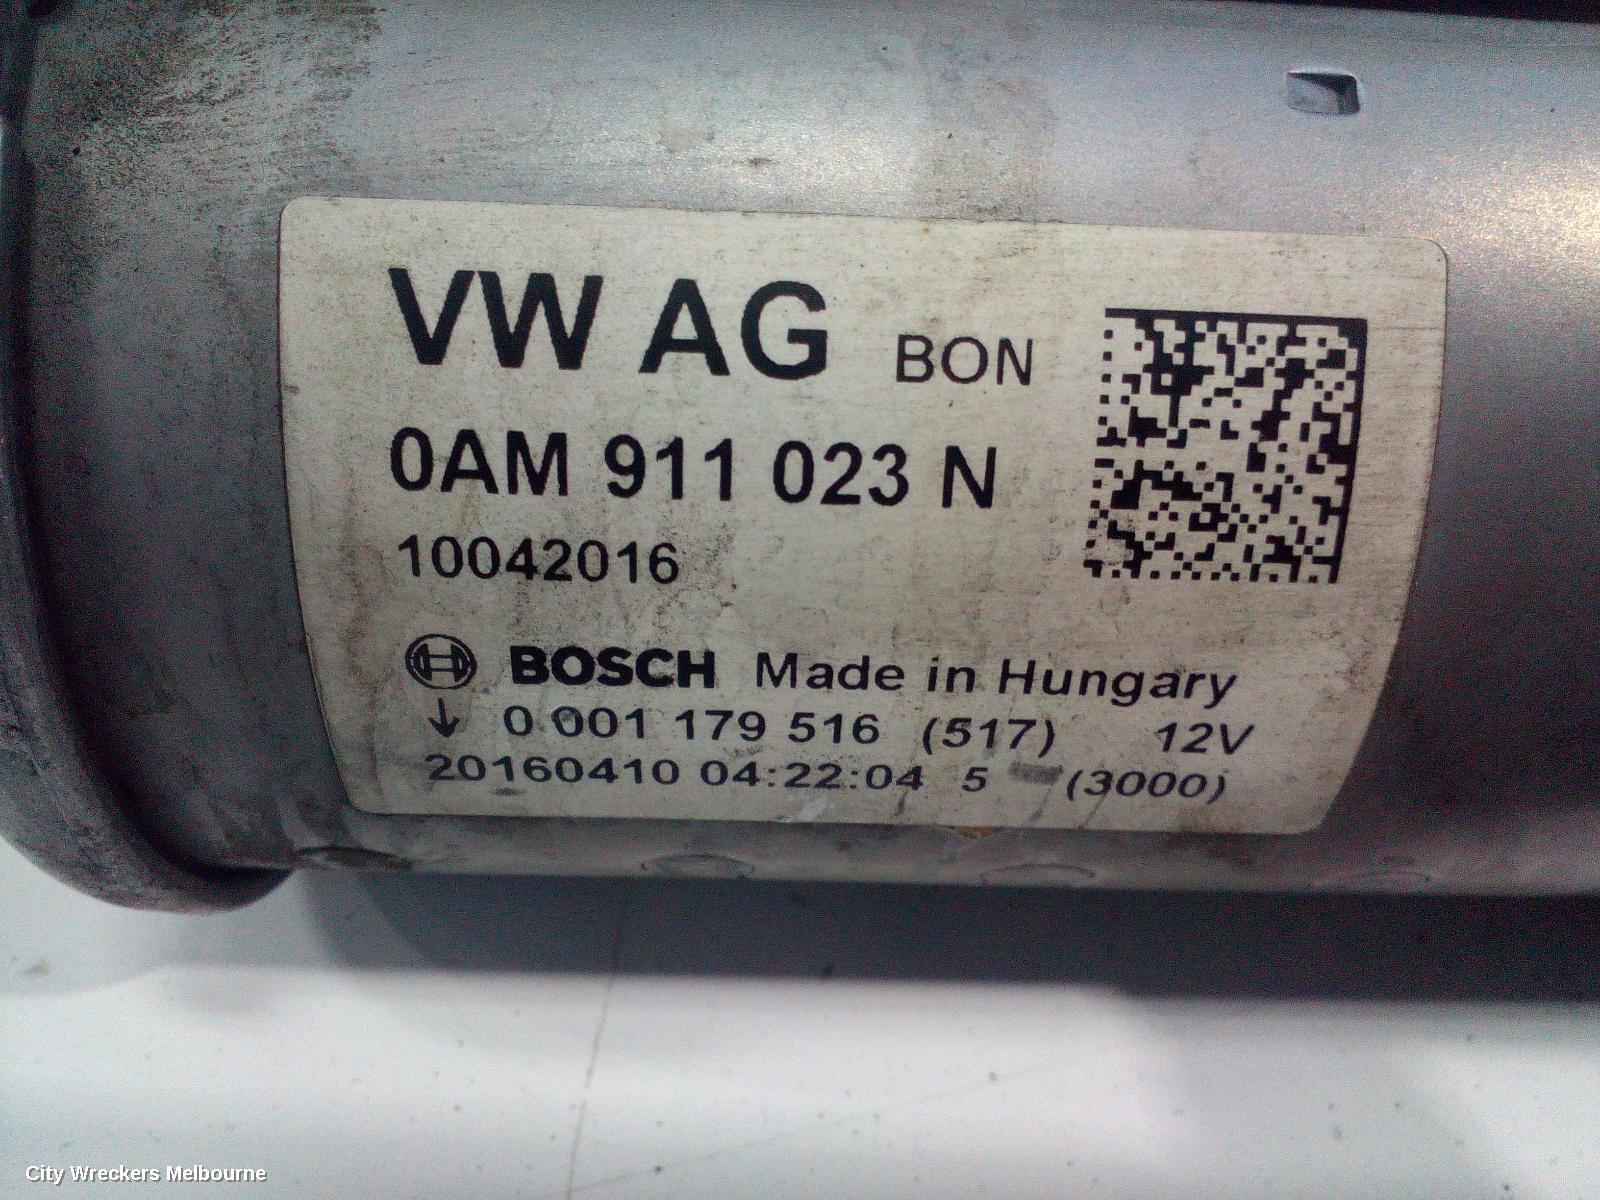 VW AG BON
0AM 911 023 N
10042016
BOSCH Made in Hungary
↓ 0 001 179 516 (517) 12V
20160410 04:22:04 5 (3000)
City Wreckers Melbourne